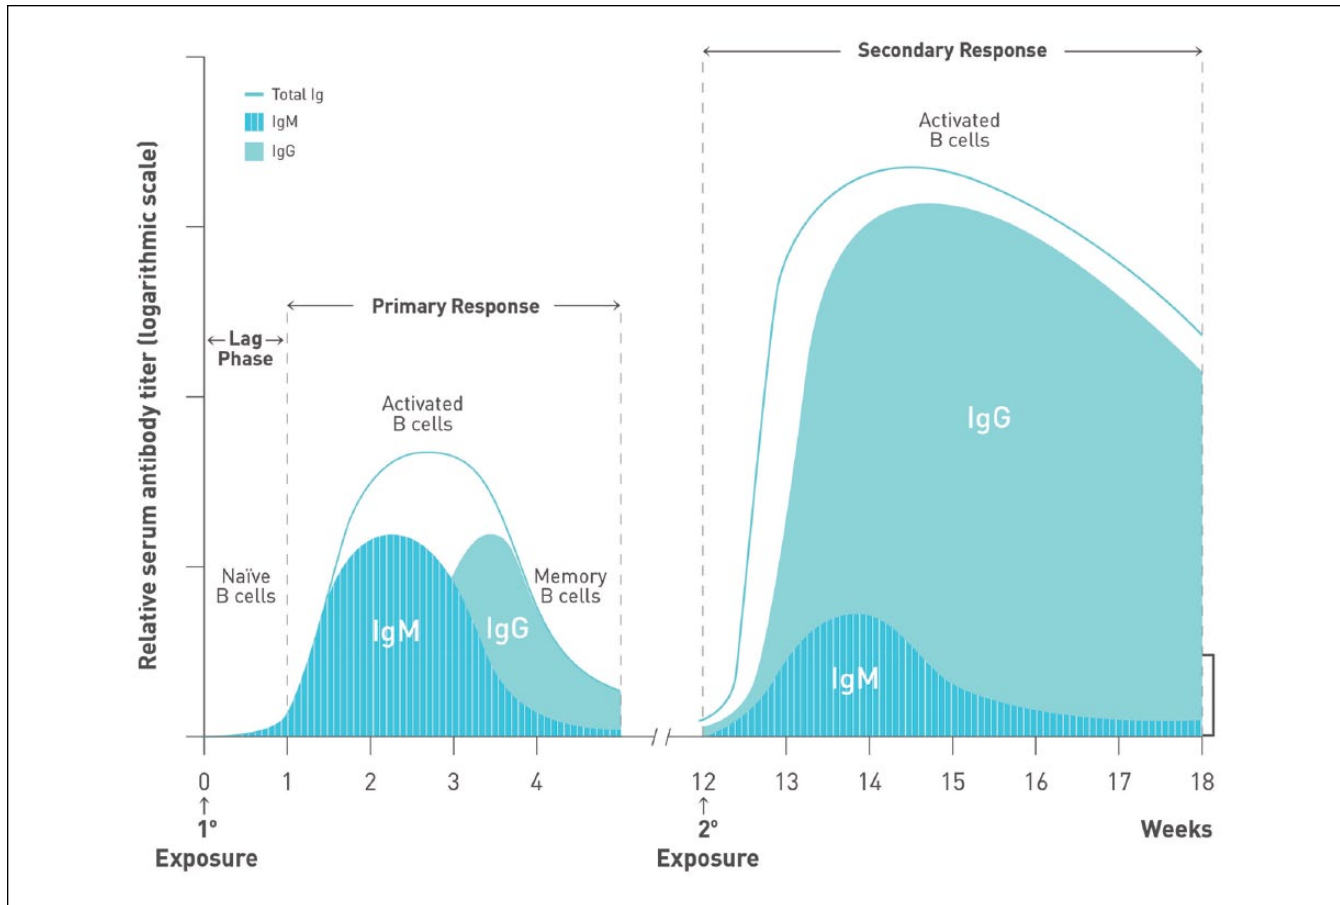 Secondary Response
Total Ig
IgM
IgG
Activated
B cells
Relative serum antibody titer (logarithmic scale)
Primary Response
Lag
Phase
Activated
B cells
IgG
Naïve
B cells
Memory
B cells
IgM
IgG
IgM
0
1
2
3
4
12
13
14
15
16
17
18
1º
Exposure
2º
Exposure
Weeks